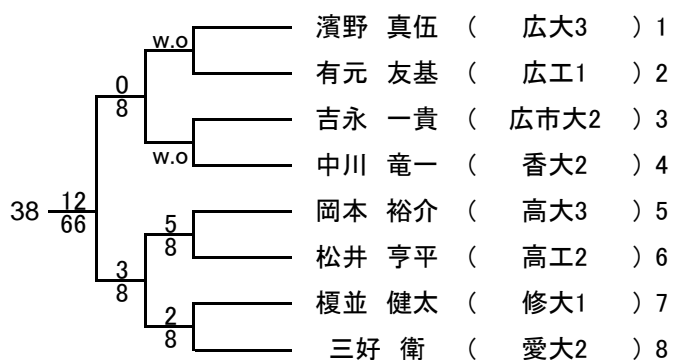 濱野 真伍 ( 広大3 ) 1
w.o
有元 友基 ( 広工1 ) 2
0
8
吉永 一貴 ( 広市大2 ) 3
w.o
中川 竜一 ( 香大2 ) 4
38 12
66
岡本 裕介 ( 高大3 ) 5
5
8
松井 亨平 ( 高工2 ) 6
3
8
榎並 健太 ( 修大1 ) 7
2
8
三好 衛 ( 愛大2 ) 8